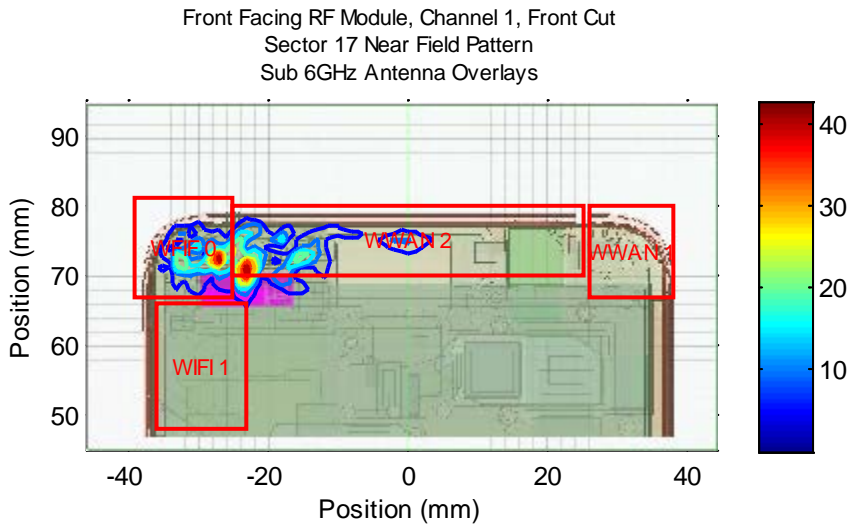 Front Facing RF Module, Channel 1, Front Cut
Sector 17 Near Field Pattern
Sub 6GHz Antenna Overlays
90
80
70
60
50
Position (mm)
-40
-20
0
20
40
Position (mm)
WIFI 0
WWAN 2
WWAN 1
WIFI 1
40
30
20
10